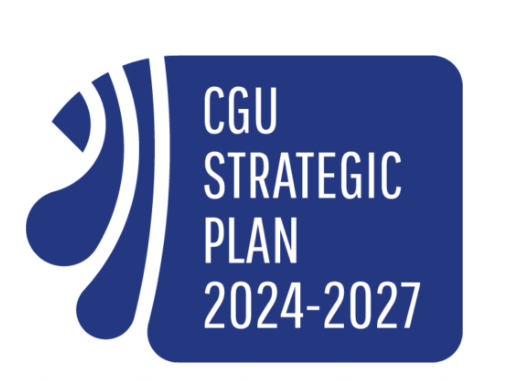 CGU
STRATEGIC
PLAN
2024-2027